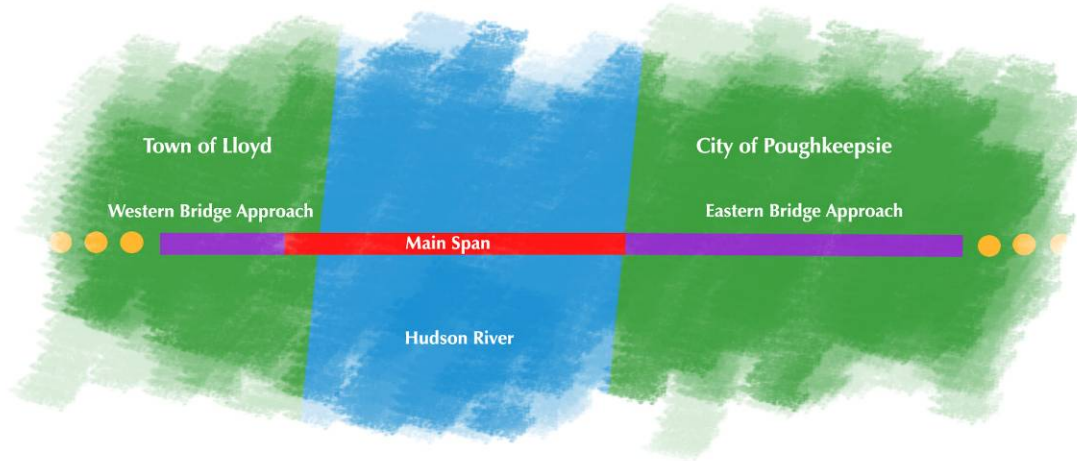 Town of Lloyd
City of Poughkeepsie
Western Bridge Approach
Eastern Bridge Approach
Main Span
Hudson River